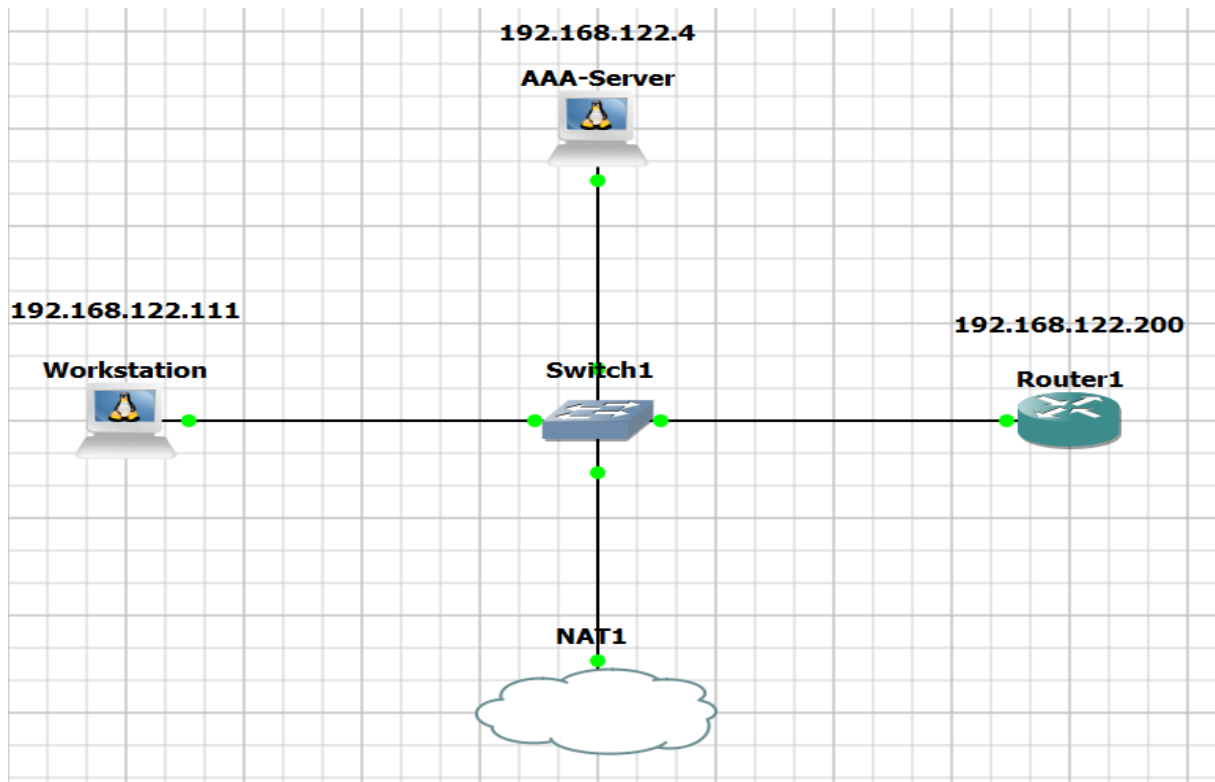 192.168.122.4
AAA-Server
192.168.122.111
192.168.122.200
Workstation
Switch1
Router1
NAT1